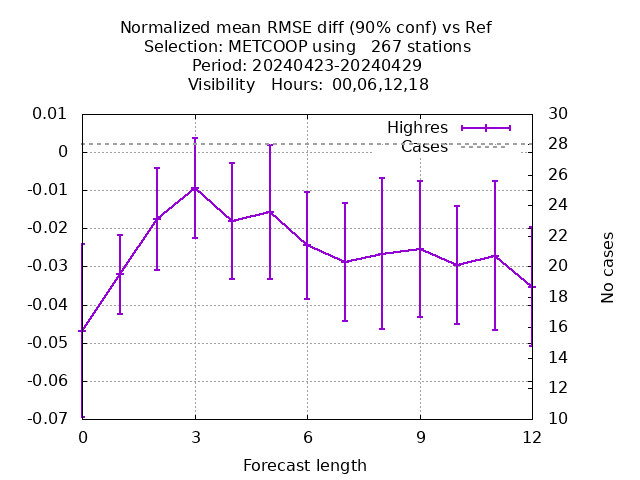 Normalized mean RMSE diff (90% conf) vs Ref
Selection: METCOOP using 267 stations
Period: 20240423-20240429
Visibility Hours: 00,06,12,18
0.01
0
-0.01
-0.02
-0.03
-0.04
-0.05
-0.06
-0.07
Highres
Cases
30
28
26
24
22
20
18
16
14
12
10
No cases
0 3 6 9 12
Forecast length